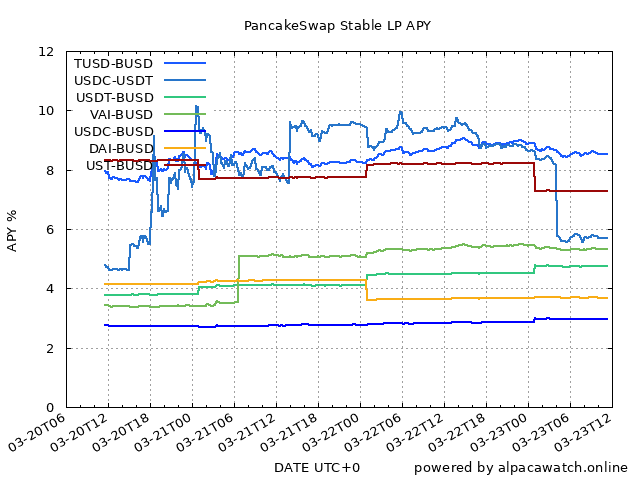 PancakeSwap Stable LP APY
12
10
8
6
4
2
0
APY %
TUSD-BUSD
USDC-USDT
USDT-BUSD
VAI-BUSD
USDC-BUSD
DAI-BUSD
UST-BUSD
03-20T06
03-20T12
03-20T18
03-21T00
03-21T06
03-21T12
03-21T18
03-22T00
03-22T06
03-22T12
03-22T18
03-23T00
03-23T06
03-23T12
DATE UTC+0
powered by alpacawatch.online